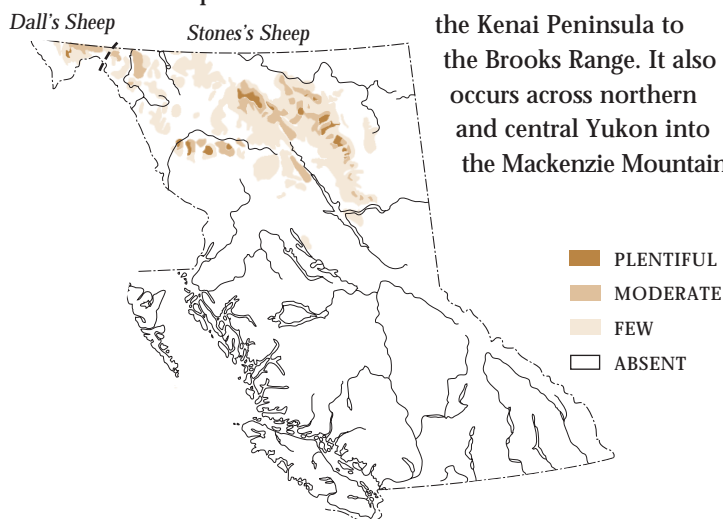 Dall's Sheep
Stones's Sheep
the Kenai Peninsula to
the Brooks Range. It also
occurs across northern
and central Yukon into
the Mackenzie Mountain
PLENTIFUL
MODERATE
FEW
ABSENT